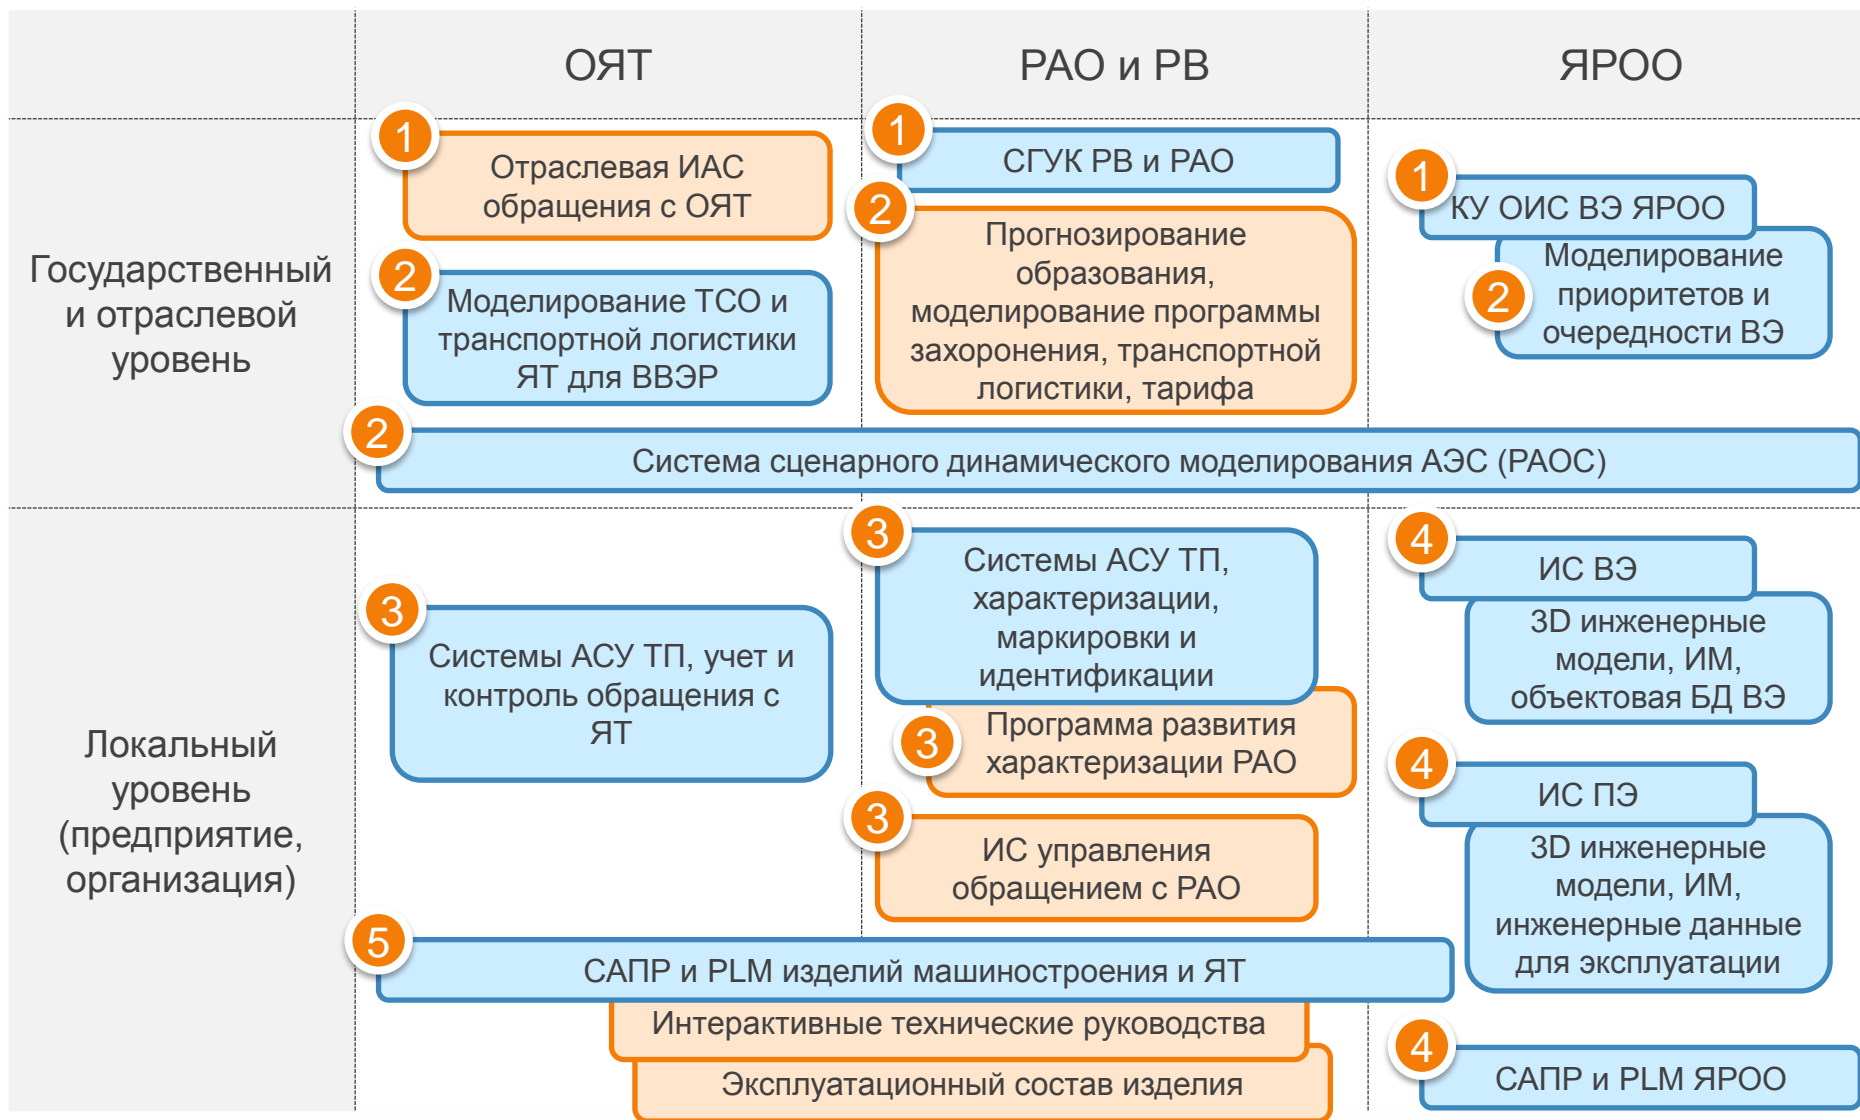 ОЯТ
РАО и РВ
ЯРОО
Государственный
и отраслевой
уровень
1
Отраслевая ИАС
обращения с ОЯТ
2
Моделирование ТСО и
транспортной логистики
ЯТ для ВВЭР
1
СГУК РВ и РАО
2
Прогнозирование
образования,
моделирование программы
захоронения, транспортной
логистики, тарифа
1
КУ ОИС ВЭ ЯРОО
2
Моделирование
приоритетов и
очередности ВЭ
2
Система сценарного динамического моделирования АЭС (РАОС)
Локальный
уровень
(предприятие,
организация)
3
Системы АСУ ТП, учет и
контроль обращения с
ЯТ
3
Системы АСУ ТП,
характеризации,
маркировки и
идентификации
3
Программа развития
характеризации РАО
3
ИС управления
обращением с РАО
4
ИС ВЭ
3D инженерные
модели, ИМ,
объектовая БД ВЭ
4
ИС ПЭ
3D инженерные
модели, ИМ,
инженерные данные
для эксплуатации
5
САПР и PLM изделий машиностроения и ЯТ
Интерактивные технические руководства
Эксплуатационный состав изделия
4
САПР и PLM ЯРОО